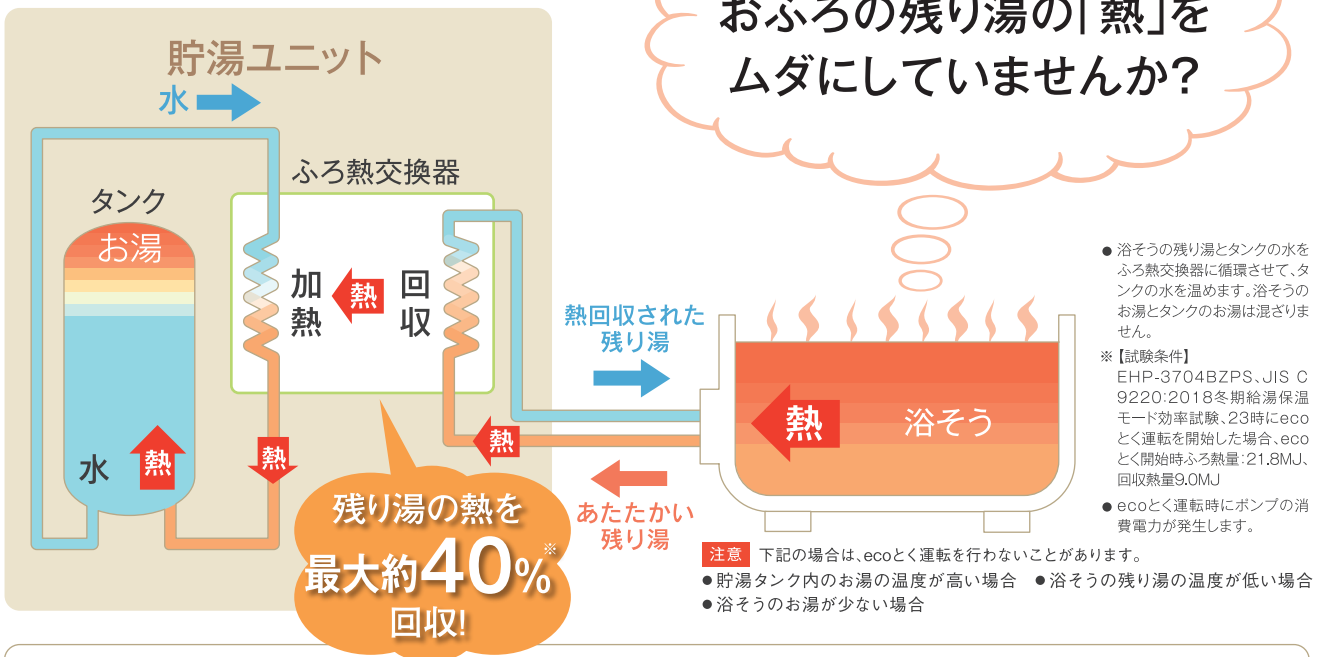 おふろの残り湯の「熱」を
ムダにしていませんか?
貯湯ユニット
水
ふろ熱交換器
タンク
お湯
加熱
熱
回収
水
熱
熱
熱
熱回収された
残り湯
あたたかい
残り湯
熱
浴そう
残り湯の熱を
最大約40%※
回収!
●浴そうの残り湯とタンクの水を
ふろ熱交換器に循環させて、タ
ンクの水を温めます。浴そうの
お湯とタンクのお湯は混ざりま
せん。
※【試験条件】
EHP-3704BZPS、JIS C
9220:2018冬期給湯保温
モード効率試験、23時にeco
とく運転を開始した場合、eco
とく開始時ふろ熱量:21.8MJ、
回収熱量9.0MJ
●ecoとく運転時にポンプの消
費電力が発生します。
注意 下記の場合は、ecoとく運転を行わないことがあります。
●貯湯タンク内のお湯の温度が高い場合 ●浴そうの残り湯の温度が低い場合
●浴そうのお湯が少ない場合